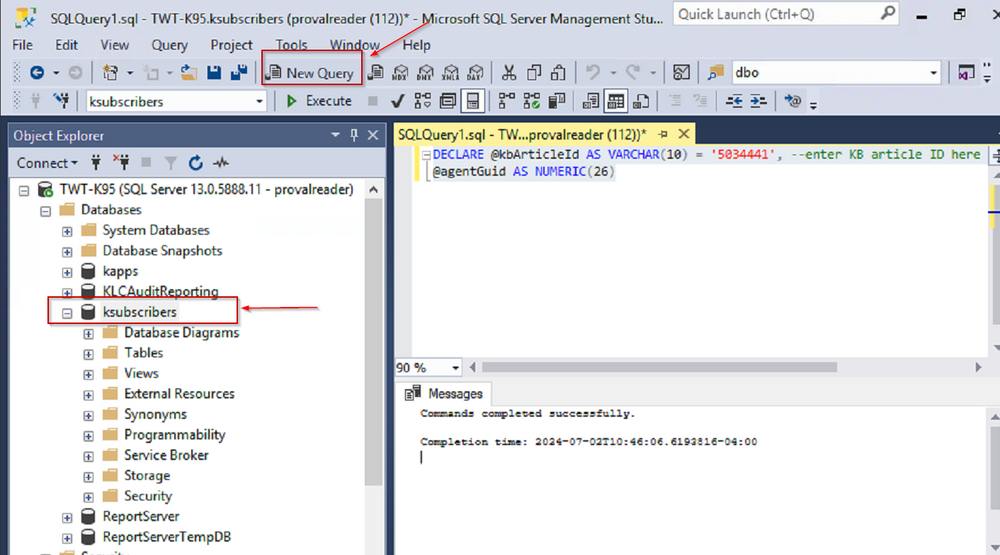 SQLQuery1.sql - TWT-K95.ksubscribers (provalreader (112))* - Microsoft SQL Server Management Stu...
Quick Launch (Ctrl+Q)
File Edit View Query Project Tools Window Help
New Query
dbo
ksubscribers
Execute
Object Explorer
Connect
TWT-K95 (SQL Server 13.0.5888.11 - provalreader)
Databases
System Databases
Database Snapshots
kapps
KLCAuditReporting
ksubscribers
Database Diagrams
Tables
Views
External Resources
Synonyms
Programmability
Service Broker
Storage
Security
ReportServer
ReportServerTempDB
SQLQuery1.sql - TW...provalreader (112))*
DECLARE @kbArticleId AS VARCHAR(10) = '5034441', --enter KB article ID here
@agentGuid AS NUMERIC(26)
90 %
Messages
Commands completed successfully.
Completion time: 2024-07-02T10:46:06.6193816-04:00